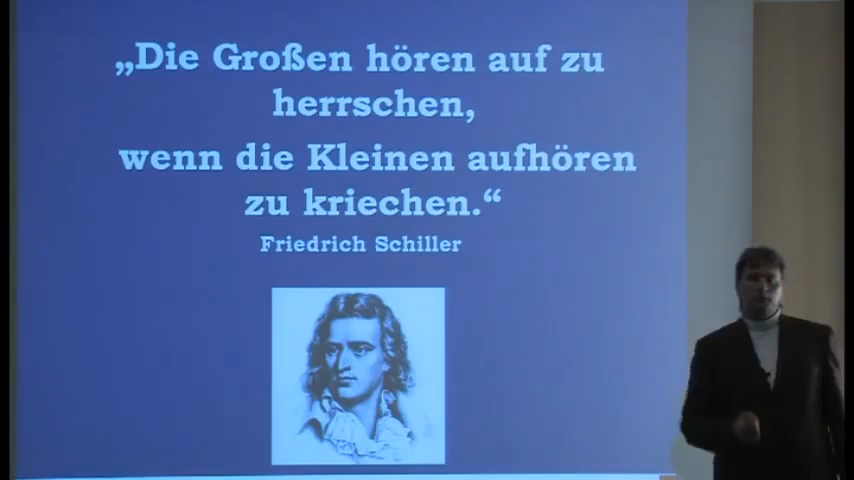 „Die Großen hören auf zu
herrschen,
wenn die Kleinen aufhören
zu kriechen.“
Friedrich Schiller